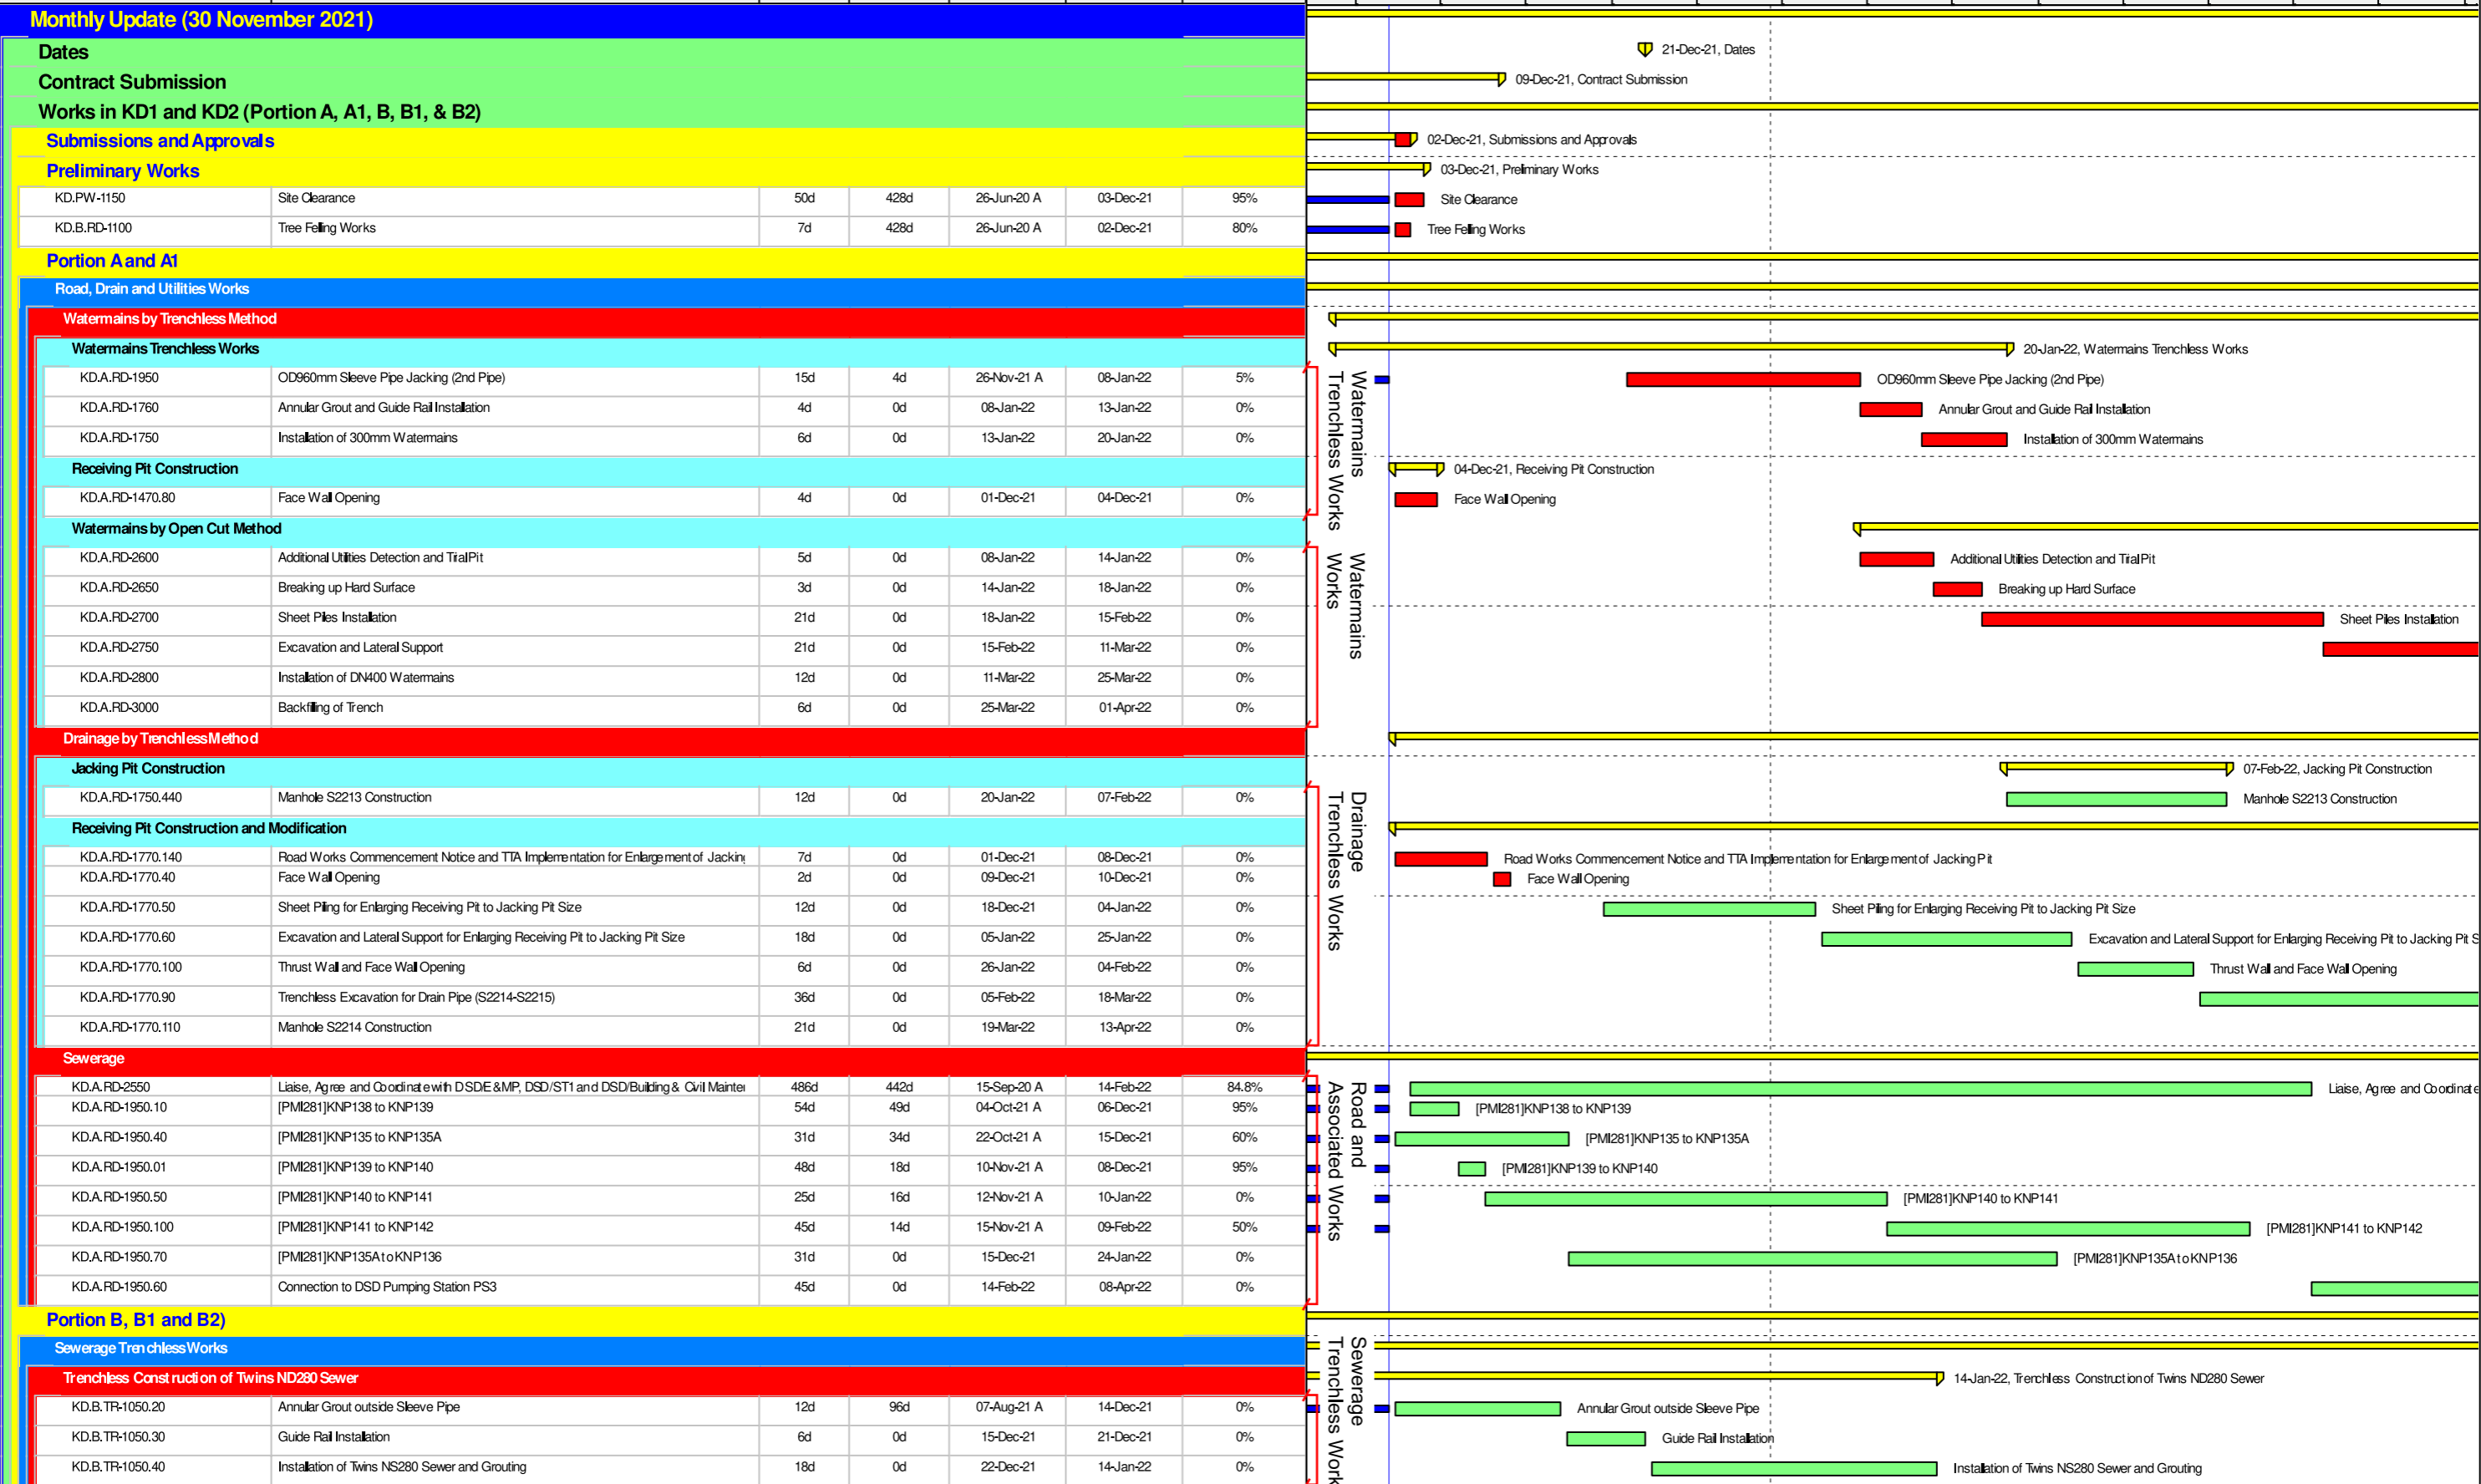 Monthly Update (30 November 2021)
Dates
21-Dec-21, Dates
Contract Submission
09-Dec-21, Contract Submission
Works in KD1 and KD2 (Portion A, A1, B, B1, & B2)
Submissions and Approvals
02-Dec-21, Submissions and Approvals
Preliminary Works
03-Dec-21, Preliminary Works
KD.PW-1150 Site Clearance 50d 428d 26-Jun-20 A 03-Dec-21 95% Site Clearance
KD.B.RD-1100 Tree Felling Works 7d 428d 26-Jun-20 A 02-Dec-21 80% Tree Felling Works
Portion A and A1
Road, Drain and Utilities Works
Watermains by Trenchless Method
Watermains Trenchless Works
20-Jan-22, Watermains Trenchless Works
Watermains
Trenchless Works
KD.A.RD-1950 OD960mm Sleeve Pipe Jacking (2nd Pipe) 15d 4d 26-Nov-21 A 08-Jan-22 5% OD960mm Sleeve Pipe Jacking (2nd Pipe)
KD.A.RD-1760 Annular Grout and Guide Rail Installation 4d 0d 08-Jan-22 13-Jan-22 0% Annular Grout and Guide Rail Installation
KD.A.RD-1750 Installation of 300mm Watermains 6d 0d 13-Jan-22 20-Jan-22 0% Installation of 300mm Watermains
Receiving Pit Construction
04-Dec-21, Receiving Pit Construction
KD.A.RD-1470.80 Face Wall Opening 4d 0d 01-Dec-21 04-Dec-21 0% Face Wall Opening
Watermains by Open Cut Method
Watermains
Works
KD.A.RD-2600 Additional Utilities Detection and Trial Pit 5d 0d 08-Jan-22 14-Jan-22 0% Additional Utilities Detection and Trial Pit
KD.A.RD-2650 Breaking up Hard Surface 3d 0d 14-Jan-22 18-Jan-22 0% Breaking up Hard Surface
KD.A.RD-2700 Sheet Piles Installation 21d 0d 18-Jan-22 15-Feb-22 0% Sheet Piles Installation
KD.A.RD-2750 Excavation and Lateral Support 21d 0d 15-Feb-22 11-Mar-22 0%
KD.A.RD-2800 Installation of DN400 Watermains 12d 0d 11-Mar-22 25-Mar-22 0%
KD.A.RD-3000 Backfilling of Trench 6d 0d 25-Mar-22 01-Apr-22 0%
Drainage by Trenchless Method
Jacking Pit Construction
07-Feb-22, Jacking Pit Construction
Drainage
Trenchless Works
KD.A.RD-1750.440 Manhole S2213 Construction 12d 0d 20-Jan-22 07-Feb-22 0% Manhole S2213 Construction
Receiving Pit Construction and Modification
KD.A.RD-1770.140 Road Works Commencement Notice and TTA Implementation for Enlargement of Jacking 7d 0d 01-Dec-21 08-Dec-21 0% Road Works Commencement Notice and TTA Implementation for Enlargement of Jacking Pit
KD.A.RD-1770.40 Face Wall Opening 2d 0d 09-Dec-21 10-Dec-21 0% Face Wall Opening
KD.A.RD-1770.50 Sheet Piling for Enlarging Receiving Pit to Jacking Pit Size 12d 0d 18-Dec-21 04-Jan-22 0% Sheet Piling for Enlarging Receiving Pit to Jacking Pit Size
KD.A.RD-1770.60 Excavation and Lateral Support for Enlarging Receiving Pit to Jacking Pit Size 18d 0d 05-Jan-22 25-Jan-22 0% Excavation and Lateral Support for Enlarging Receiving Pit to Jacking Pit S
KD.A.RD-1770.100 Thrust Wall and Face Wall Opening 6d 0d 26-Jan-22 04-Feb-22 0% Thrust Wall and Face Wall Opening
KD.A.RD-1770.90 Trenchless Excavation for Drain Pipe (S2214-S2215) 36d 0d 05-Feb-22 18-Mar-22 0%
KD.A.RD-1770.110 Manhole S2214 Construction 21d 0d 19-Mar-22 13-Apr-22 0%
Sewerage
Road and
Associated Works
KD.A.RD-2550 Liaise, Agree and Coordinate with DSD/E&MP, DSD/ST1 and DSD/Building & Civil Mainter 486d 442d 15-Sep-20 A 14-Feb-22 84.8% Liaise, Agree and Coordinate
KD.A.RD-1950.10 [PMI281]KNP138 to KNP139 54d 49d 04-Oct-21 A 06-Dec-21 95% [PMI281]KNP138 to KNP139
KD.A.RD-1950.40 [PMI281]KNP135 to KNP135A 31d 34d 22-Oct-21 A 15-Dec-21 60% [PMI281]KNP135 to KNP135A
KD.A.RD-1950.01 [PMI281]KNP139 to KNP140 48d 18d 10-Nov-21 A 08-Dec-21 95% [PMI281]KNP139 to KNP140
KD.A.RD-1950.50 [PMI281]KNP140 to KNP141 25d 16d 12-Nov-21 A 10-Jan-22 0% [PMI281]KNP140 to KNP141
KD.A.RD-1950.100 [PMI281]KNP141 to KNP142 45d 14d 15-Nov-21 A 09-Feb-22 50% [PMI281]KNP141 to KNP142
KD.A.RD-1950.70 [PMI281]KNP135A to KNP136 31d 0d 15-Dec-21 24-Jan-22 0% [PMI281]KNP135A to KNP136
KD.A.RD-1950.60 Connection to DSD Pumping Station PS3 45d 0d 14-Feb-22 08-Apr-22 0%
Portion B, B1 and B2)
Sewerage Trenchless Works
Sewerage
Trenchless Work
Trenchless Construction of Twins ND280 Sewer
14-Jan-22, Trenchless Construction of Twins ND280 Sewer
KD.B.TR-1050.20 Annular Grout outside Sleeve Pipe 12d 96d 07-Aug-21 A 14-Dec-21 0% Annular Grout outside Sleeve Pipe
KD.B.TR-1050.30 Guide Rail Installation 6d 0d 15-Dec-21 21-Dec-21 0% Guide Rail Installation
KD.B.TR-1050.40 Installation of Twins NS280 Sewer and Grouting 18d 0d 22-Dec-21 14-Jan-22 0% Installation of Twins NS280 Sewer and Grouting